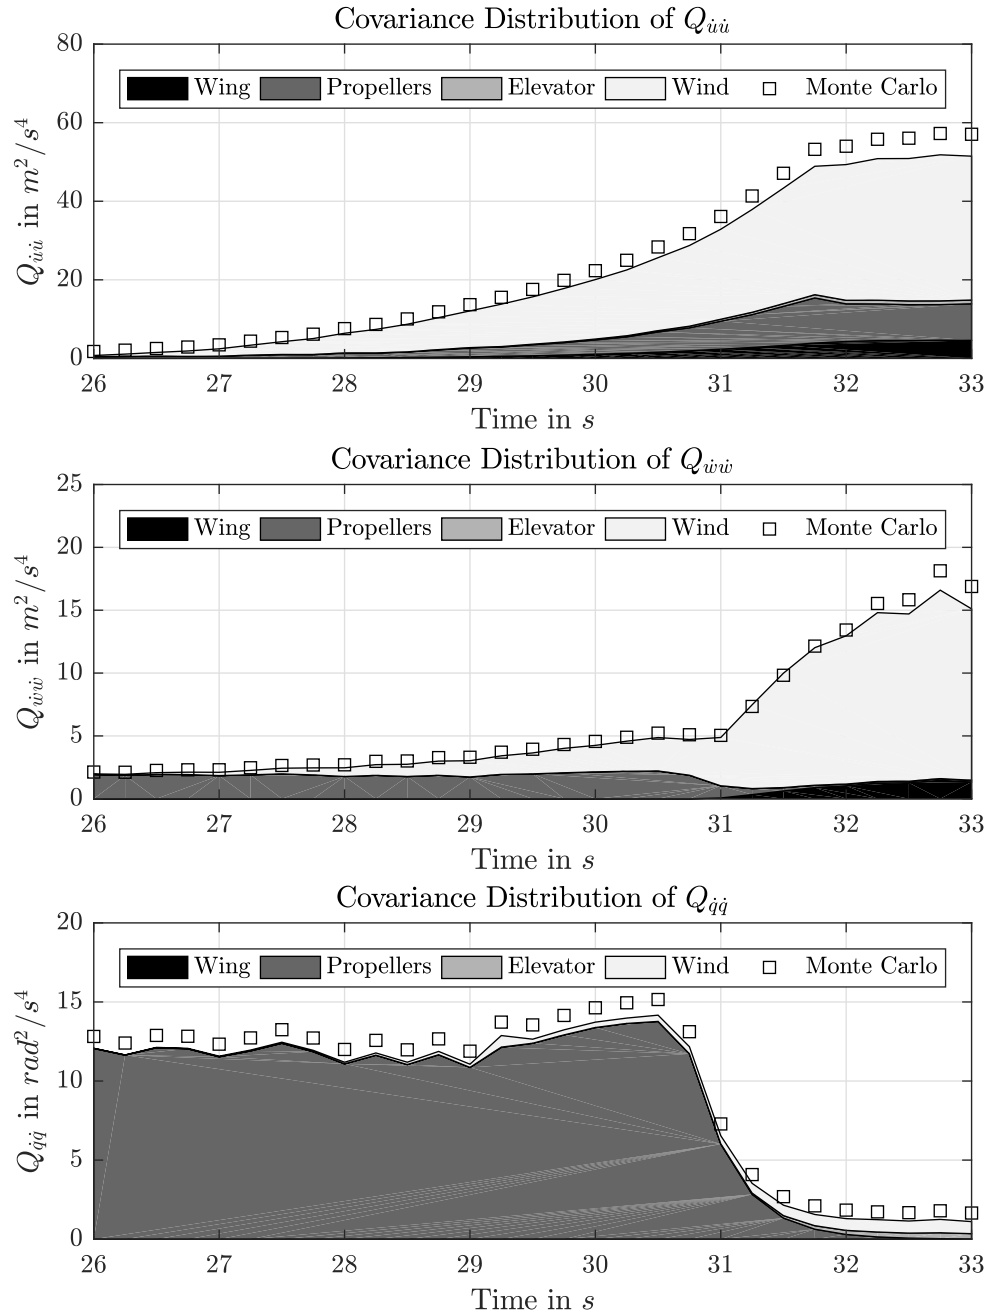 Covariance Distribution of Q_{u̇u̇}
Wing Propellers Elevator Wind Monte Carlo
Q_{u̇u̇} in m²/s⁴
80
60
40
20
0
26 27 28 29 30 31 32 33
Time in s
Covariance Distribution of Q_{ẇẇ}
Wing Propellers Elevator Wind Monte Carlo
Q_{ẇẇ} in m²/s⁴
25
20
15
10
5
0
26 27 28 29 30 31 32 33
Time in s
Covariance Distribution of Q_{q̇q̇}
Wing Propellers Elevator Wind Monte Carlo
Q_{q̇q̇} in rad²/s⁴
20
15
10
5
0
26 27 28 29 30 31 32 33
Time in s